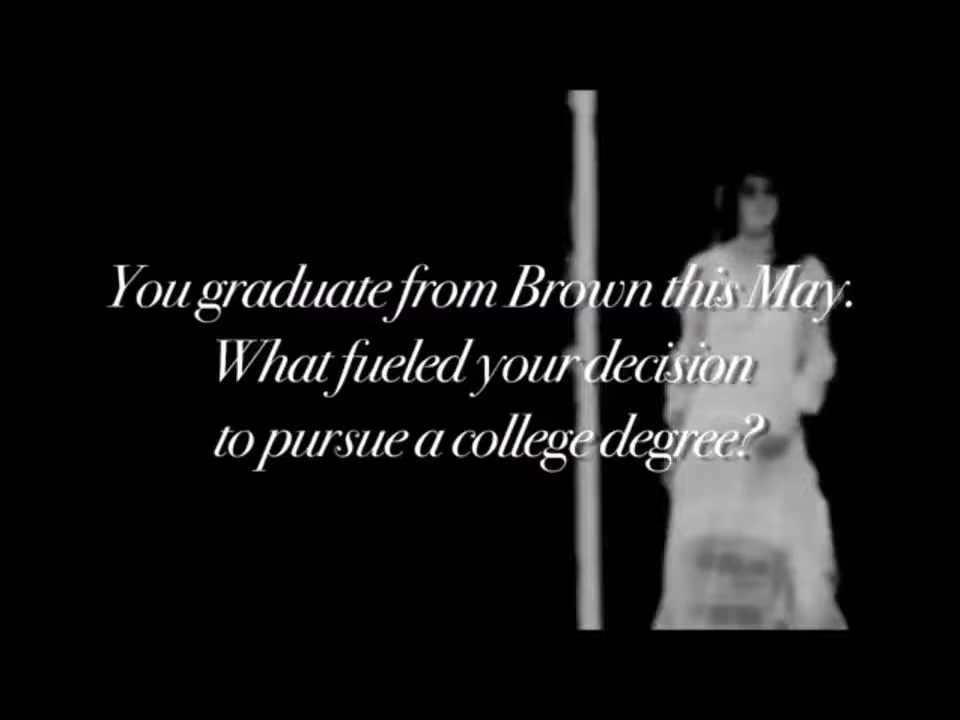 You graduate from Brown this May.
What fueled your decision
to pursue a college degree?